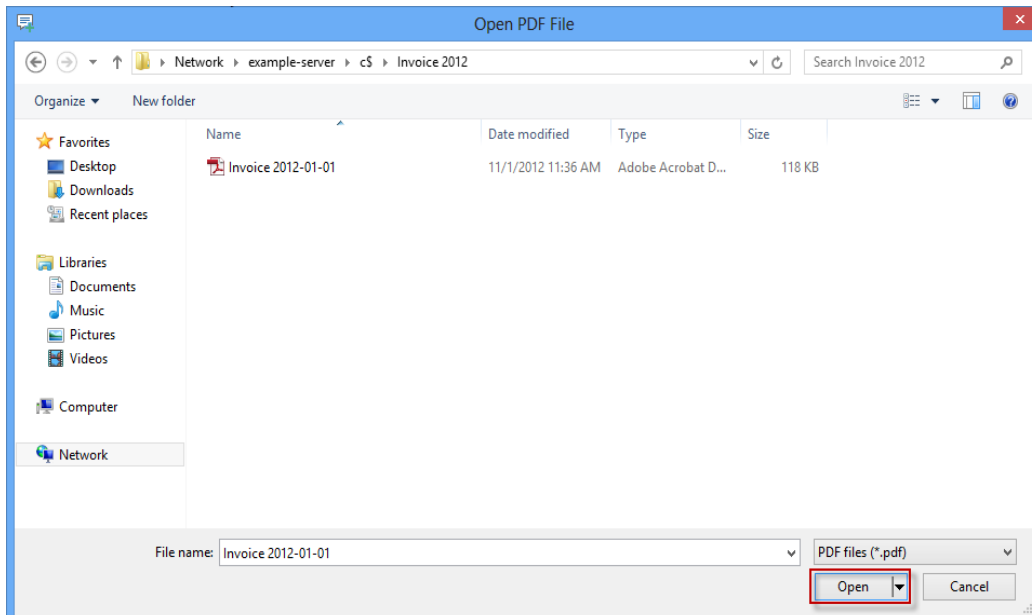 Open PDF File
Network example-server c$ Invoice 2012 Search Invoice 2012
Organize New folder
Name Date modified Type Size
Invoice 2012-01-01 11/1/2012 11:36 AM Adobe Acrobat D... 118 KB
Favorites
Desktop
Downloads
Recent places
Libraries
Documents
Music
Pictures
Videos
Computer
Network
File name: Invoice 2012-01-01 PDF files (*.pdf)
Open Cancel